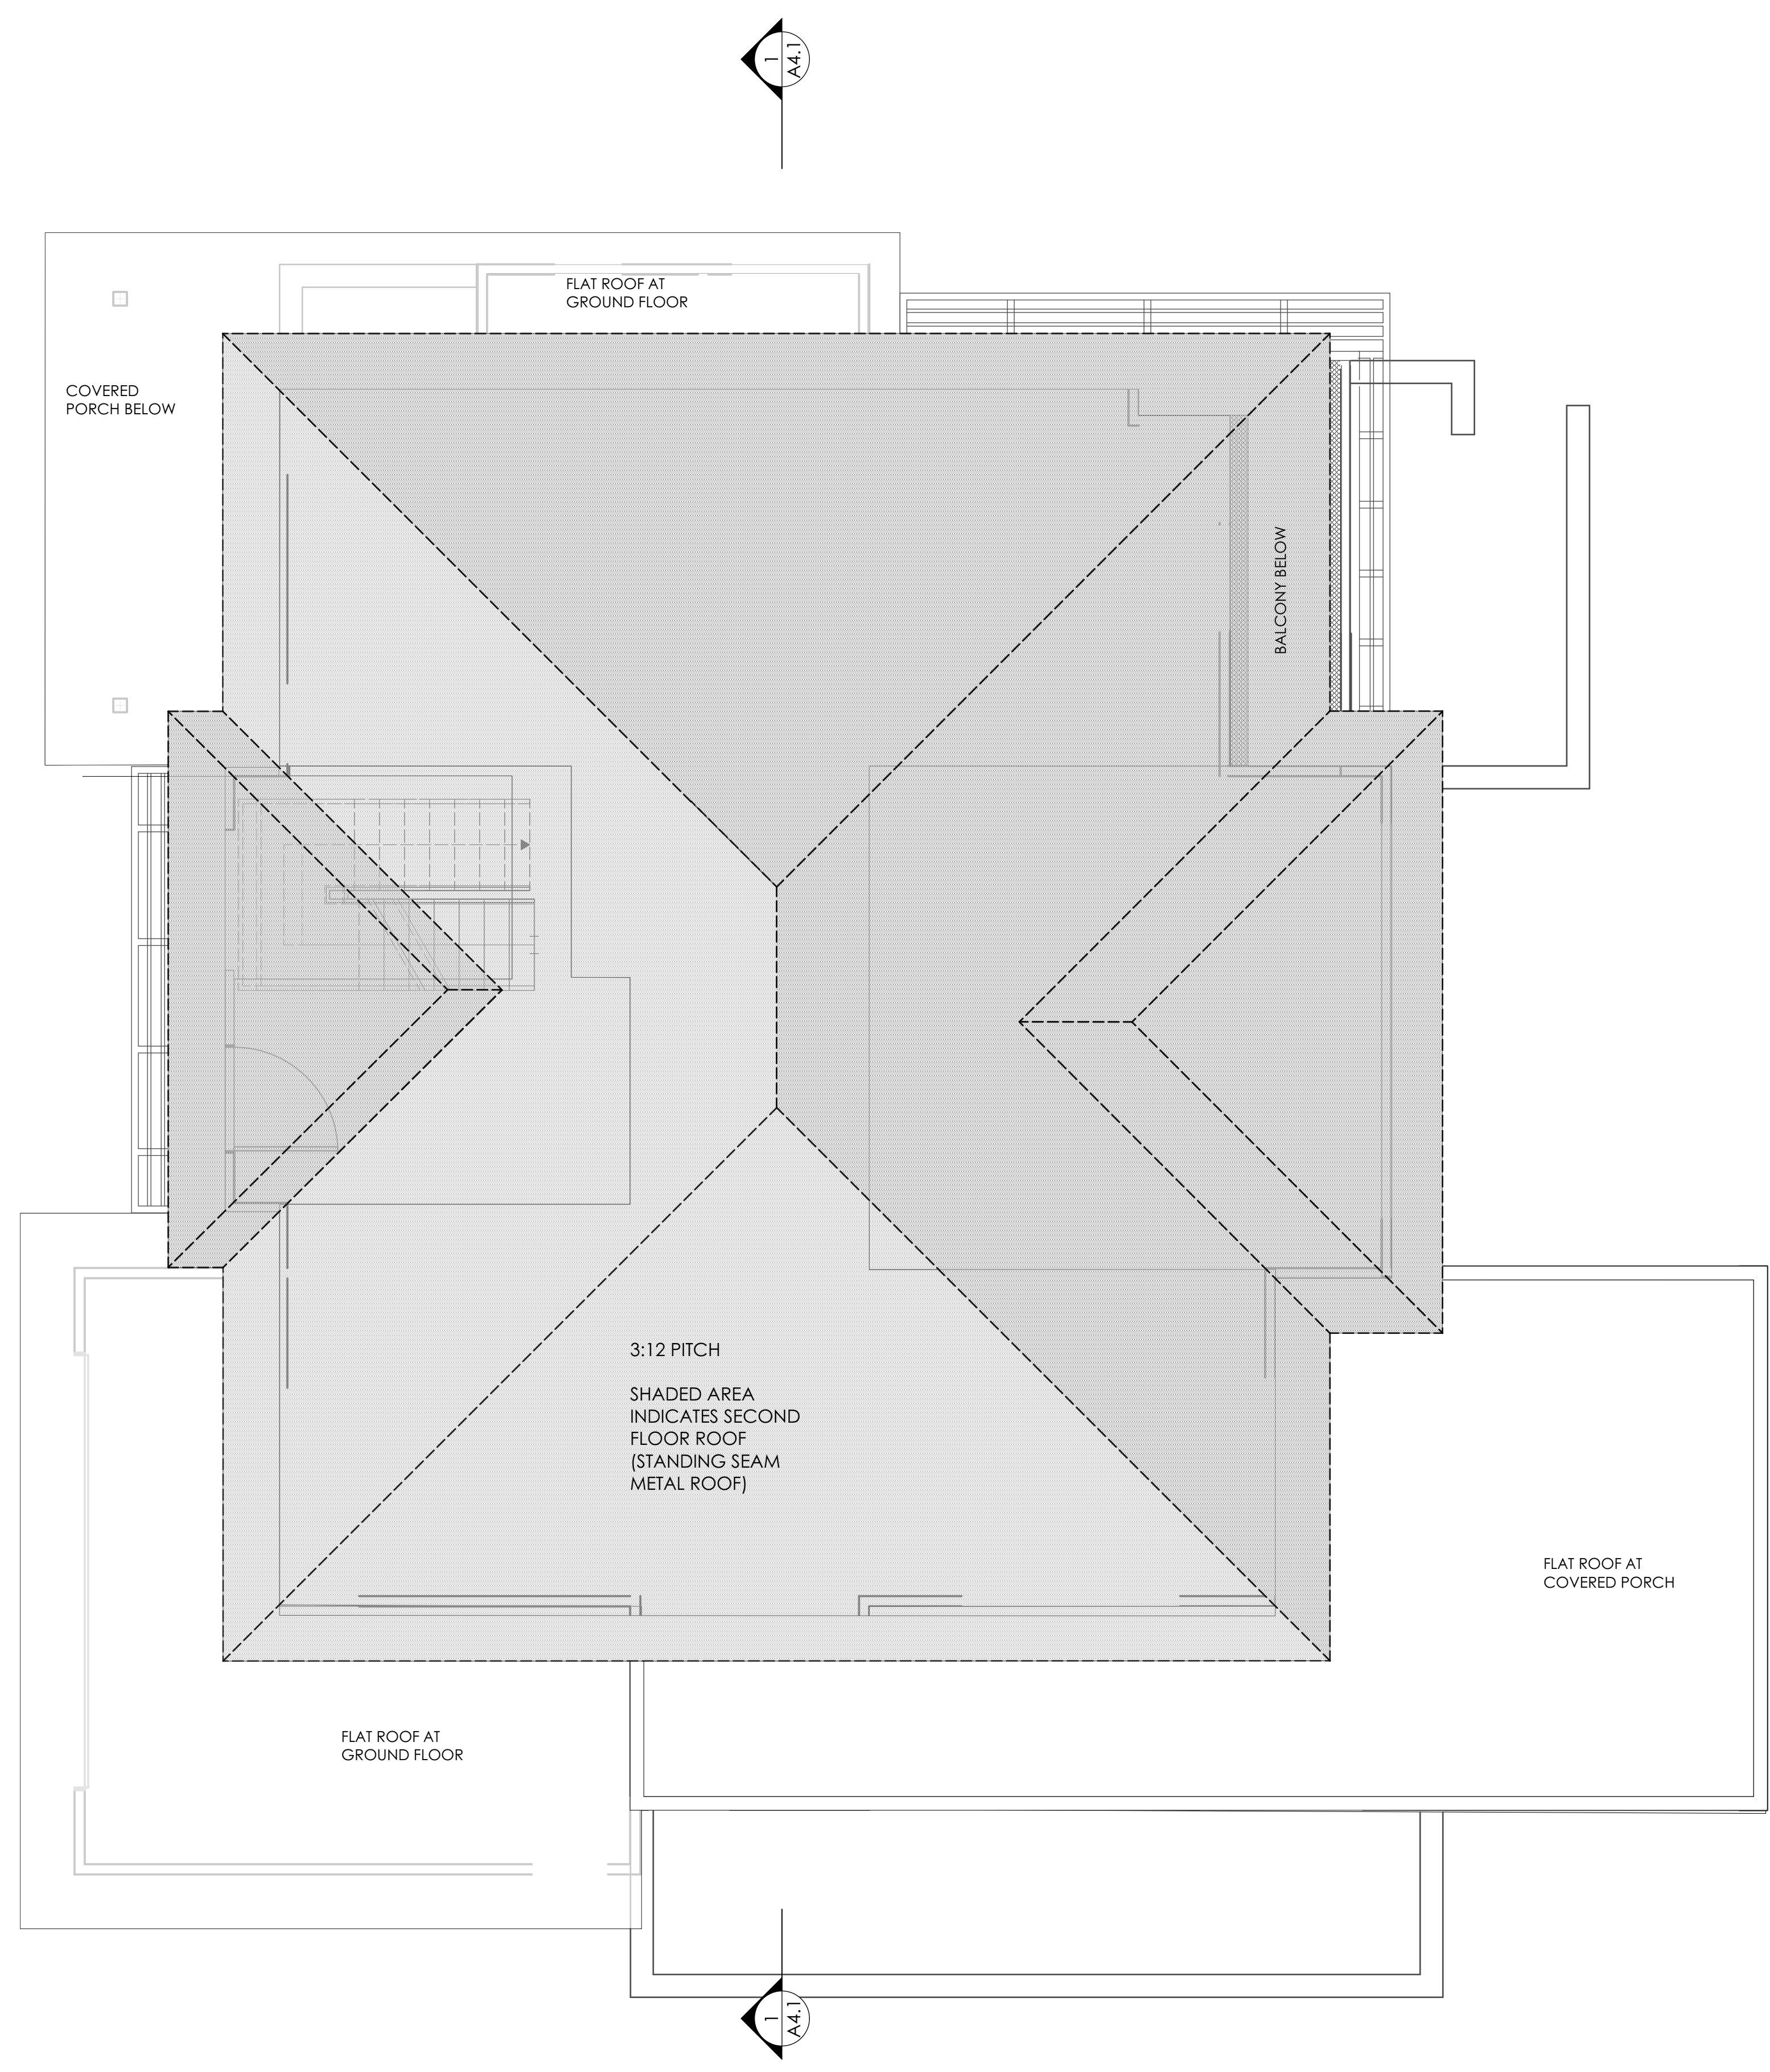 1
A4.1
FLAT ROOF AT
GROUND FLOOR
COVERED
PORCH BELOW
BALCONY BELOW
3:12 PITCH
SHADED AREA
INDICATES SECOND
FLOOR ROOF
(STANDING SEAM
METAL ROOF)
FLAT ROOF AT
COVERED PORCH
FLAT ROOF AT
GROUND FLOOR
1
A4.1